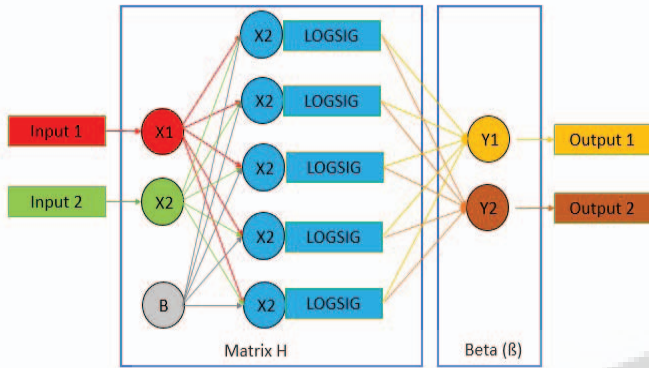 X2 LOGSIG
X2 LOGSIG
Input 1 X1 Y1 Output 1
X2 LOGSIG
Input 2 X2 Y2 Output 2
X2 LOGSIG
B X2 LOGSIG
Matrix H Beta (ß)